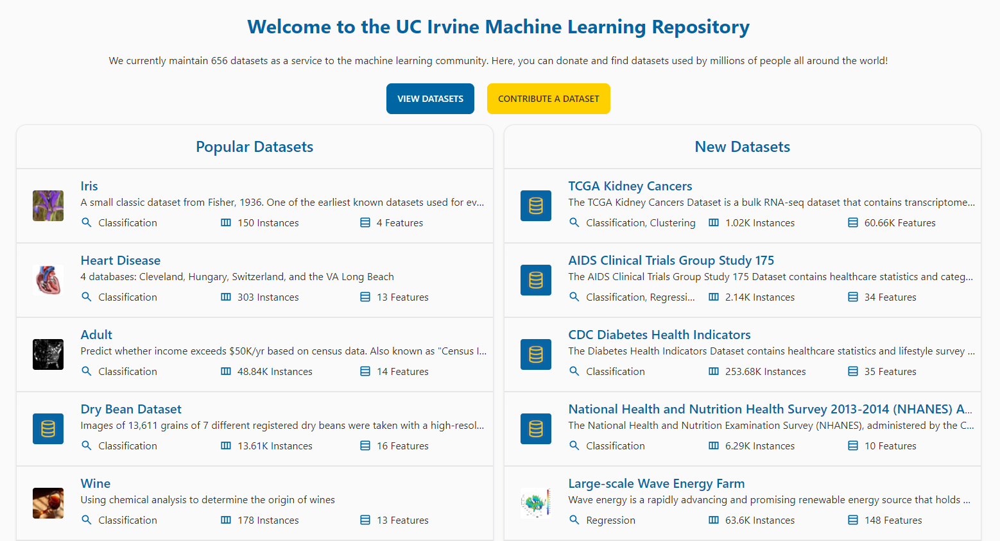 Welcome to the UC Irvine Machine Learning Repository
We currently maintain 656 datasets as a service to the machine learning community. Here, you can donate and find datasets used by millions of people all around the world!
VIEW DATASETS
CONTRIBUTE A DATASET
Popular Datasets
Iris
A small classic dataset from Fisher, 1936. One of the earliest known datasets used for ev...
Classification 150 Instances 4 Features
Heart Disease
4 databases: Cleveland, Hungary, Switzerland, and the VA Long Beach
Classification 303 Instances 13 Features
Adult
Predict whether income exceeds $50K/yr based on census data. Also known as "Census I...
Classification 48.84K Instances 14 Features
Dry Bean Dataset
Images of 13,611 grains of 7 different registered dry beans were taken with a high-resol...
Classification 13.61K Instances 16 Features
Wine
Using chemical analysis to determine the origin of wines
Classification 178 Instances 13 Features
New Datasets
TCGA Kidney Cancers
The TCGA Kidney Cancers Dataset is a bulk RNA-seq dataset that contains transcriptome...
Classification, Clustering 1.02K Instances 60.66K Features
AIDS Clinical Trials Group Study 175
The AIDS Clinical Trials Group Study 175 Dataset contains healthcare statistics and categ...
Classification, Regressi... 2.14K Instances 34 Features
CDC Diabetes Health Indicators
The Diabetes Health Indicators Dataset contains healthcare statistics and lifestyle survey ...
Classification 253.68K Instances 35 Features
National Health and Nutrition Health Survey 2013-2014 (NHANES) A...
The National Health and Nutrition Examination Survey (NHANES), administered by the C...
Classification 6.29K Instances 10 Features
Large-scale Wave Energy Farm
Wave energy is a rapidly advancing and promising renewable energy source that holds ...
Regression 63.6K Instances 148 Features